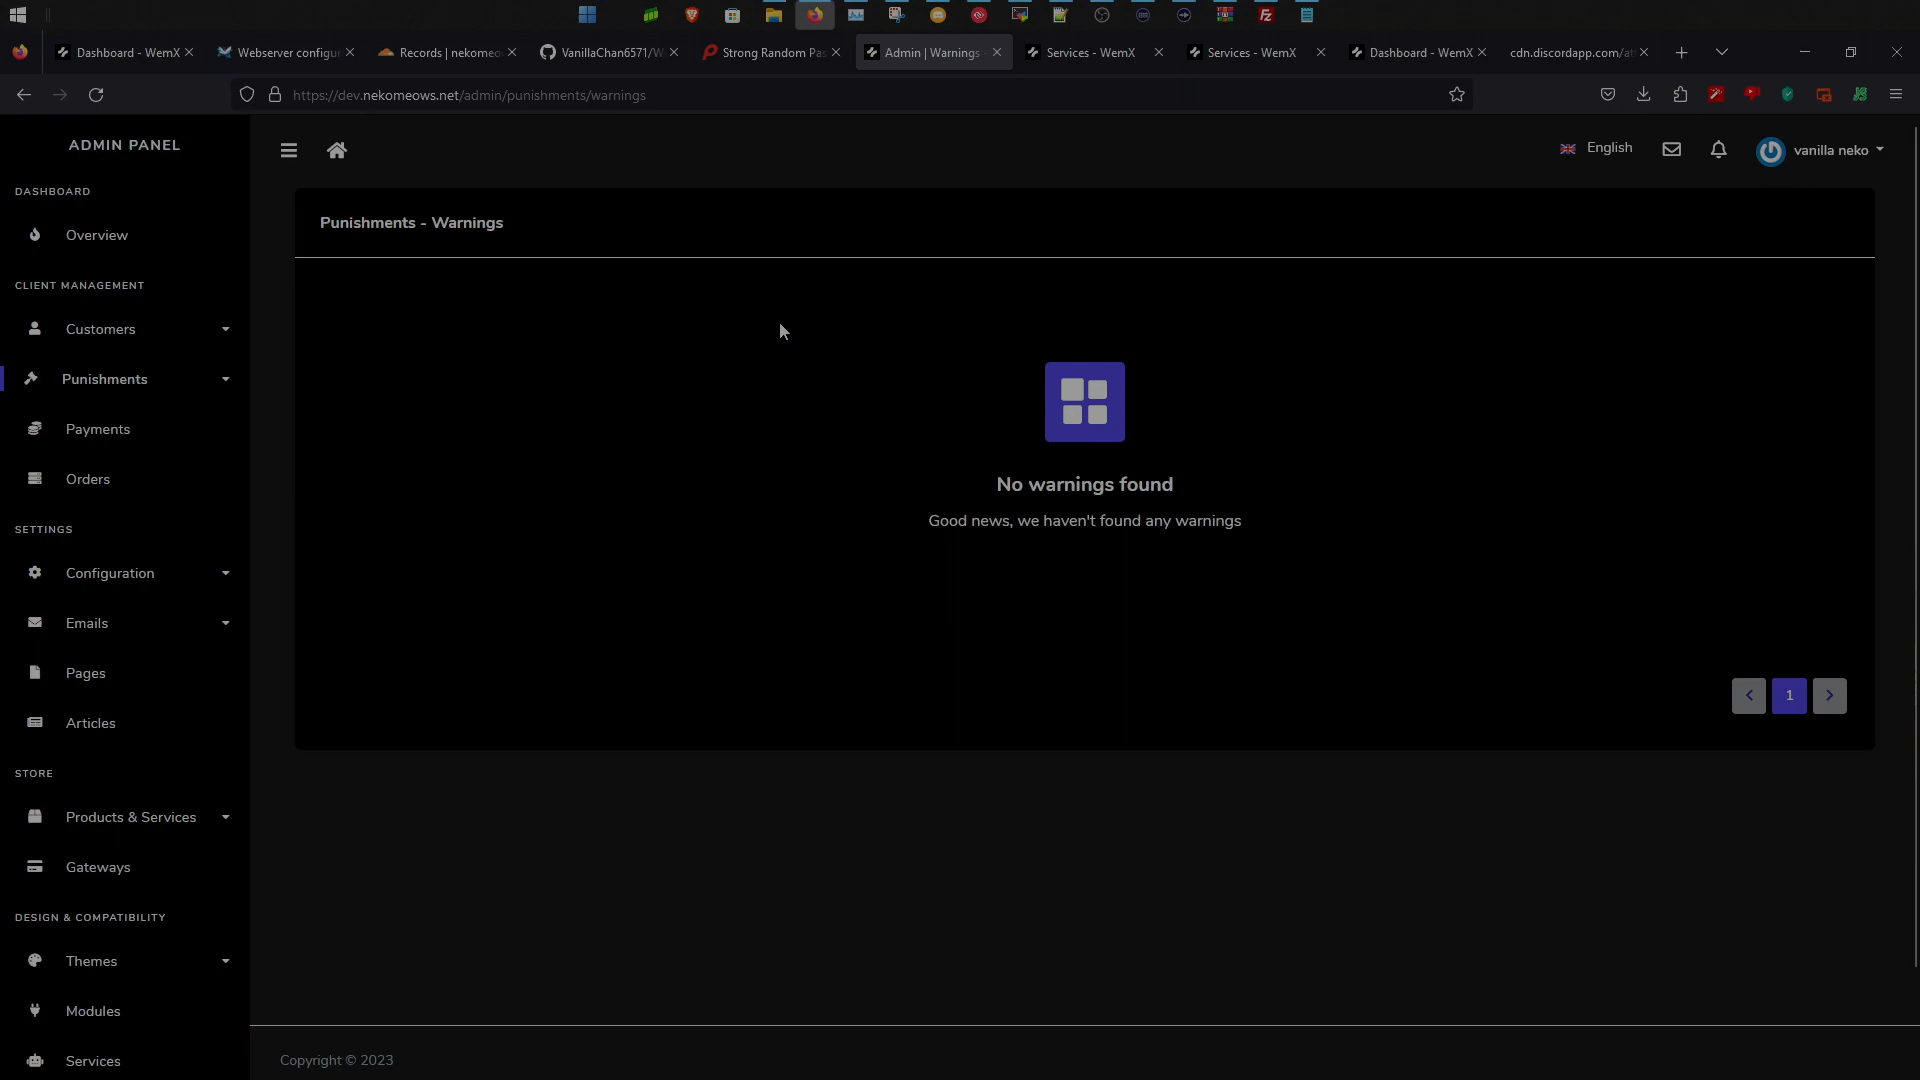 Dashboard - WemX
Webserver configu
Records | nekomeo
VanillaChan6571/W
Strong Random Pas
Admin | Warnings
Services - WemX
Services - WemX
Dashboard - WemX
cdn.discordapp.com/at
https://dev.nekomeows.net/admin/punishments/warnings
ADMIN PANEL
English
vanilla neko
DASHBOARD
Overview
CLIENT MANAGEMENT
Customers
Punishments
Payments
Orders
SETTINGS
Configuration
Emails
Pages
Articles
STORE
Products & Services
Gateways
DESIGN & COMPATIBILITY
Themes
Modules
Services
Punishments - Warnings
No warnings found
Good news, we haven't found any warnings
1
Copyright © 2023